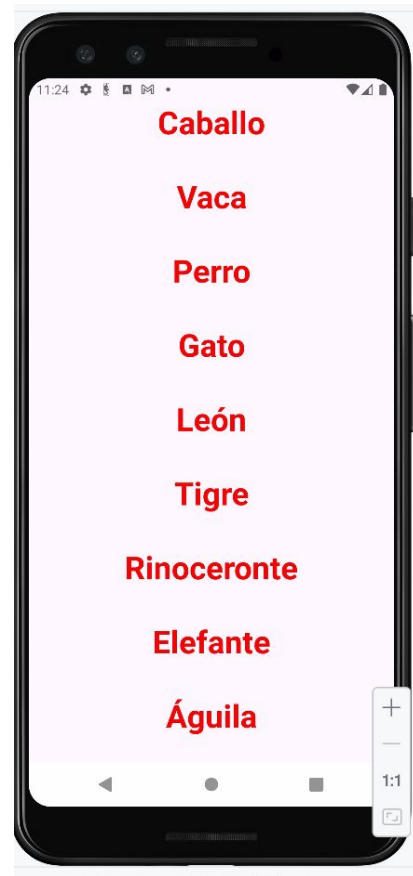 11:24
Caballo
Vaca
Perro
Gato
León
Tigre
Rinoceronte
Elefante
Águila
1:1